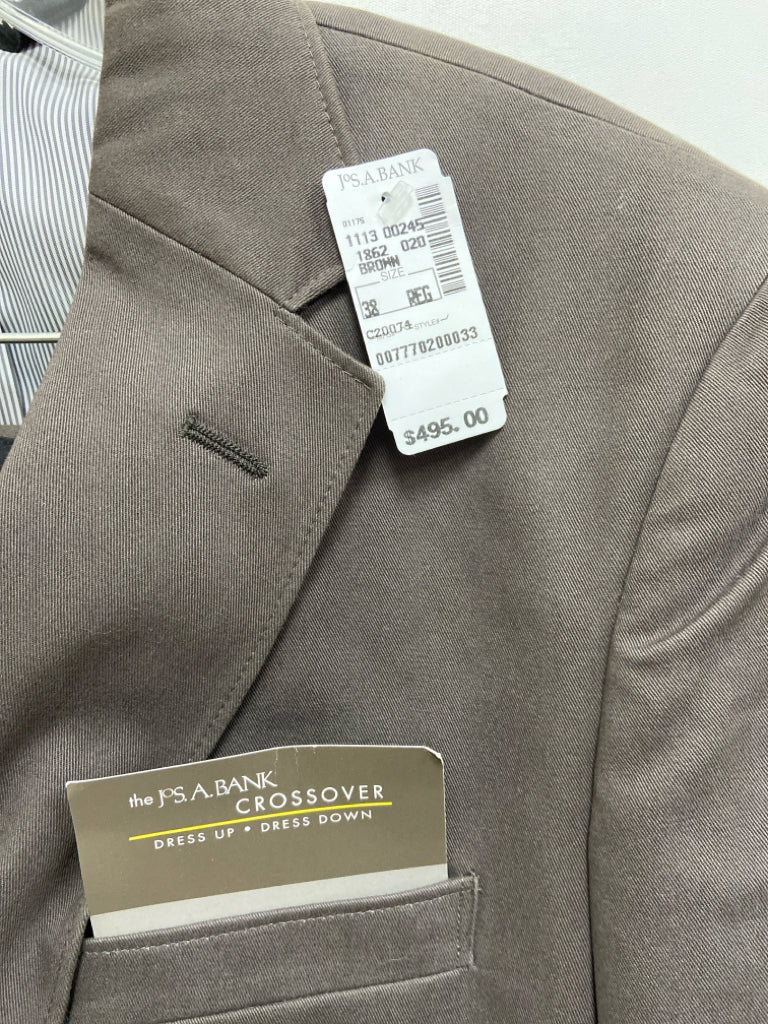 JoS.A.BANK
01175
1113 00245
1862 020
BROWN
SIZE
38 REG
C20074
STYLE#
007770200033
$495.00
the JoS. A. BANK
CROSSOVER
DRESS UP • DRESS DOWN